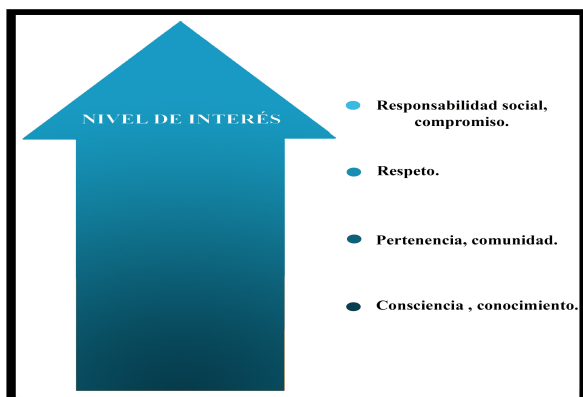 NIVEL DE INTERÉS
Responsabilidad social,
compromiso.
Respeto.
Pertenencia, comunidad.
Consciencia , conocimiento.